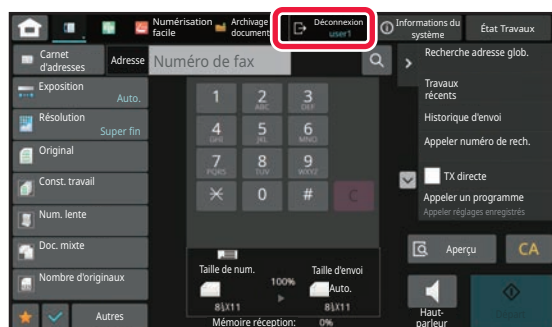 Numérisation facile
Archivage document
Déconnexion
user1
Informations du système
État Travaux
Carnet d'adresses
Adresse
Numéro de fax
Exposition
Auto.
Résolution
Super fin
Original
Const. travail
Num. lente
Doc. mixte
Nombre d'originaux
Autres
1
2
ABC
3
DEF
4
GHI
5
JKL
6
MNO
7
PQRS
8
TUV
9
WXYZ
0
#
C
Taille de num.
100%
Taille d'envoi
Auto.
8½X11
8½X11
Mémoire réception: 0%
Recherche adresse glob.
Travaux récents
Historique d'envoi
Appeler numéro de rech.
TX directe
Appeler un programme
Appeler réglages enregistrés
Aperçu
CA
Haut-parleur